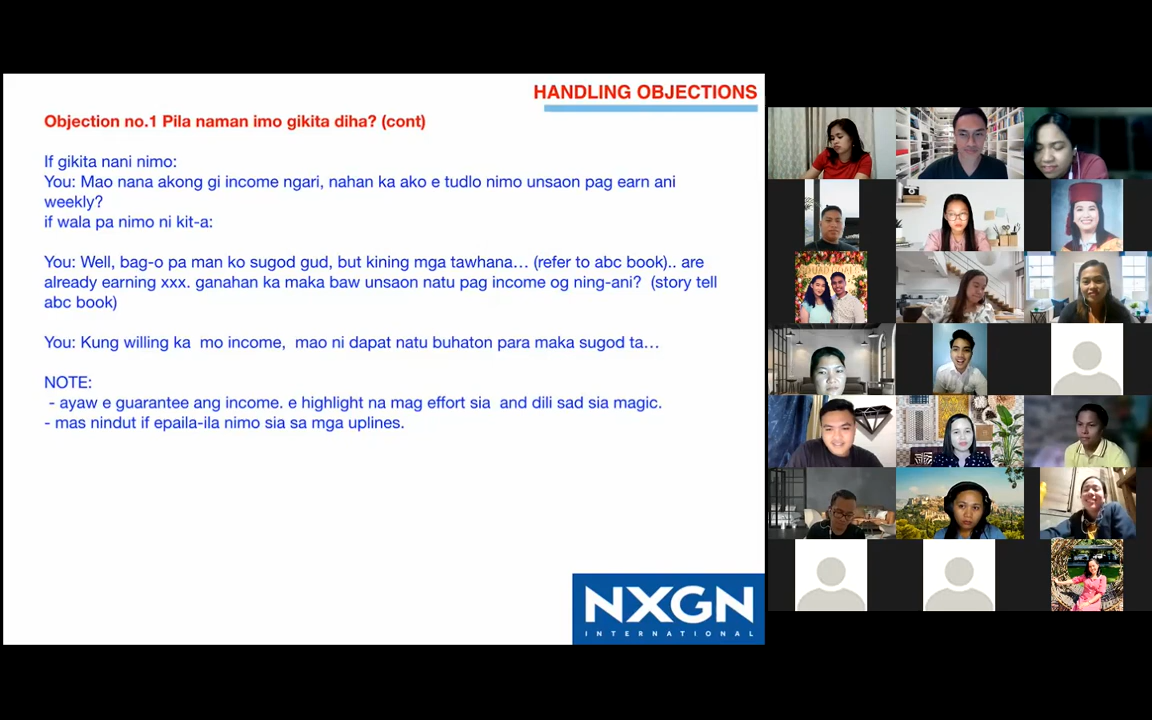 HANDLING OBJECTIONS
Objection no.1 Pila naman imo gikita diha? (cont)
If gikita nani nimo:
You: Mao nana akong gi income ngari, nahan ka ako e tudlo nimo unsaon pag earn ani
weekly?
if wala pa nimo ni kit-a:
You: Well, bag-o pa man ko sugod gud, but kining mga tawhana… (refer to abc book).. are
already earning xxx. ganahan ka maka baw unsaon natu pag income og ning-ani?  (story tell
abc book)
You: Kung willing ka  mo income,  mao ni dapat natu buhaton para maka sugod ta…
NOTE:
- ayaw e guarantee ang income. e highlight na mag effort sia  and dili sad sia magic.
- mas nindut if epaila-ila nimo sia sa mga uplines.
NXGN
INTERNATIONAL